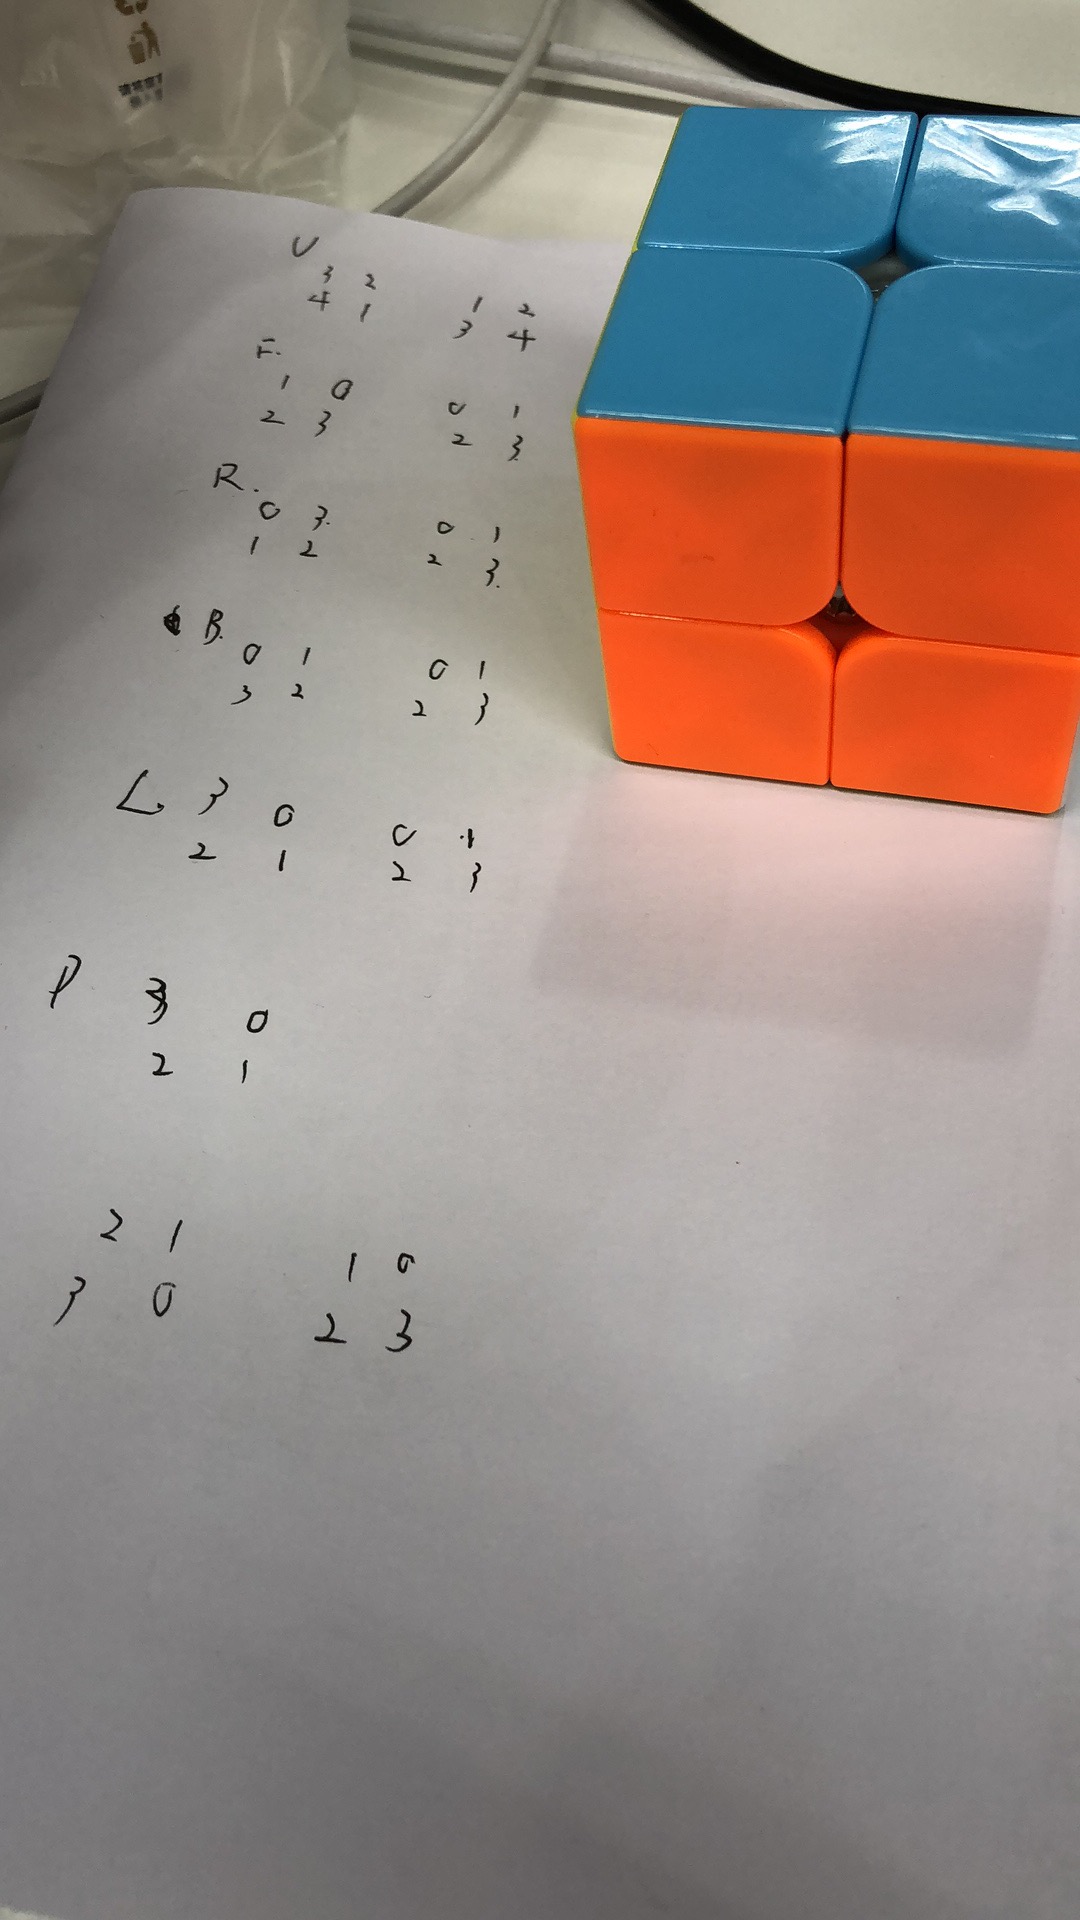 U
3 2
4 1 1 2
3 4
F.
1 0
2 3 0 1
2 3.
R.
0 3.
1 2 0 1
2 3.
B.
0 1 0 1
3 2 2 3
L. 3 0 0 1
2 1 2 3
P 3 0
2 1
2 1 1 0
3 0 2 3